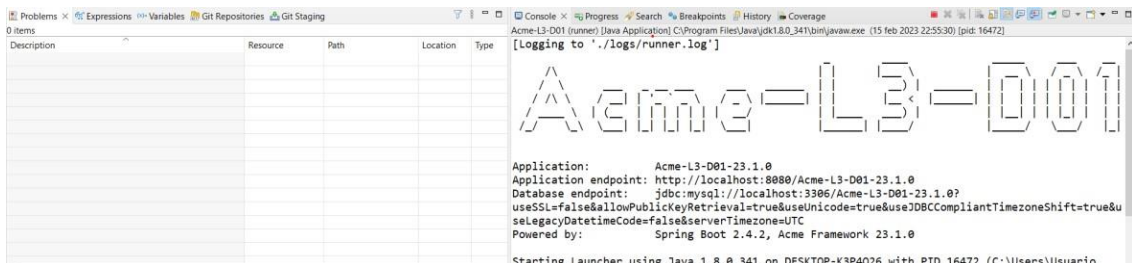 Problems × Expressions Variables Git Repositories Git Staging
0 items
Description Resource Path Location Type
Console × Progress Search Breakpoints History Coverage
Acme-L3-D01 (runner) [Java Application] C:\Program Files\Java\jdk1.8.0_341\bin\javaw.exe (15 feb 2023 22:55:30) [pid: 16472]
[Logging to './logs/runner.log']
Acme-L3-D01
Application: Acme-L3-D01-23.1.0
Application endpoint: http://localhost:8080/Acme-L3-D01-23.1.0
Database endpoint: jdbc:mysql://localhost:3306/Acme-L3-D01-23.1.0?
useSSL=false&allowPublicKeyRetrieval=true&useUnicode=true&useJDBCCompliantTimezoneShift=true&u
seLegacyDatetimeCode=false&serverTimezone=UTC
Powered by: Spring Boot 2.4.2, Acme Framework 23.1.0
Starting Launcher using Java 1.8.0_341 on DESKTOP-K3P4O26 with PID 16472 (C:\Users\Usuario